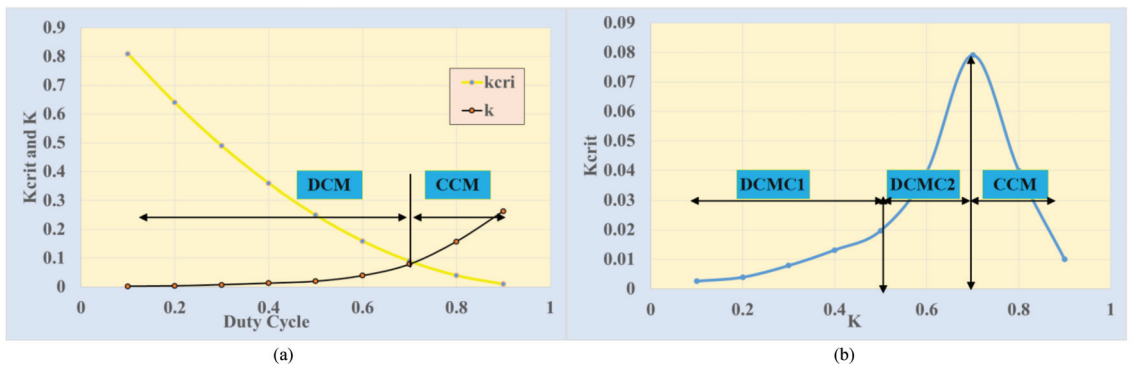 0.9
0.8
0.7
0.6
0.5
0.4
0.3
0.2
0.1
0
Kcrit and K
kcri
k
DCM
CCM
0 0.2 0.4 0.6 0.8 1
Duty Cycle
(a)
0.09
0.08
0.07
0.06
0.05
0.04
0.03
0.02
0.01
0
Kcrit
DCMC1
DCMC2
CCM
0 0.2 0.4 0.6 0.8 1
K
(b)